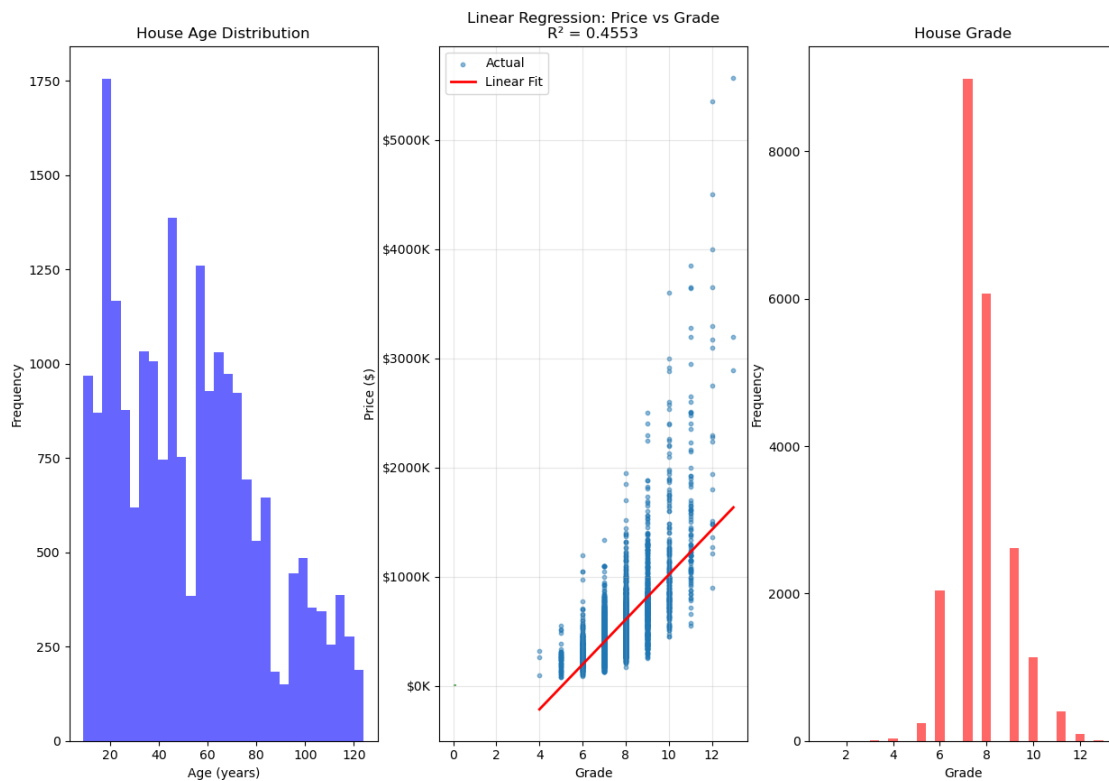 House Age Distribution
1750
1500
1250
1000
750
500
250
0
Frequency
20
40
60
80
100
120
Age (years)
Linear Regression: Price vs Grade
R² = 0.4553
Actual
Linear Fit
$5000K
$4000K
$3000K
$2000K
$1000K
$0K
Price ($)
0
2
4
6
8
10
12
Grade
House Grade
8000
6000
4000
2000
0
Frequency
2
4
6
8
10
12
Grade